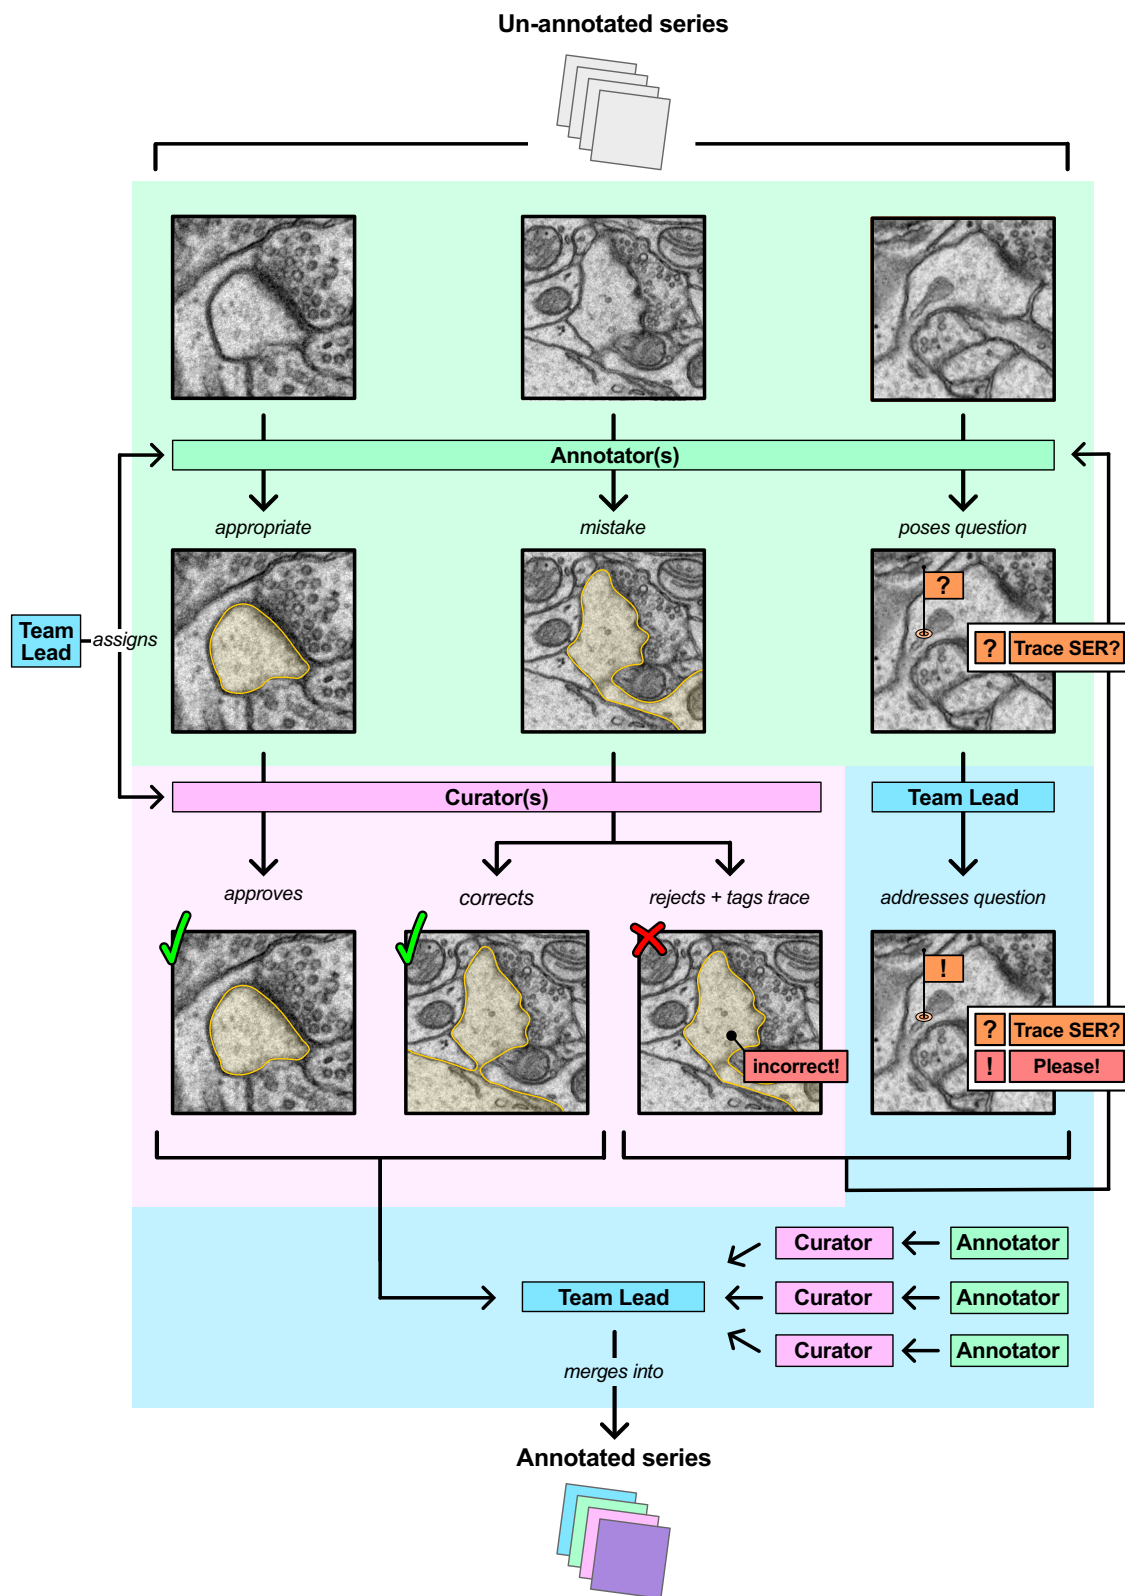 Un-annotated series
Annotator(s)
appropriate
mistake
poses question
?
? Trace SER?
Team
Lead
assigns
Curator(s)
Team Lead
approves
corrects
rejects + tags trace
addresses question
!
incorrect!
? Trace SER?
! Please!
Curator
Annotator
Team Lead
Curator
Annotator
Curator
Annotator
merges into
Annotated series